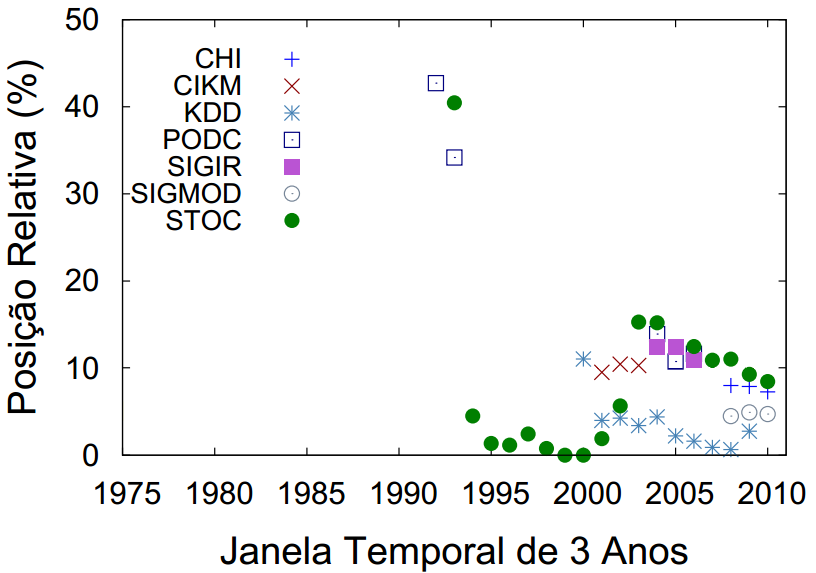 50
40
30
20
10
0
Posição Relativa (%)
CHI
CIKM
KDD
PODC
SIGIR
SIGMOD
STOC
1975 1980 1985 1990 1995 2000 2005 2010
Janela Temporal de 3 Anos